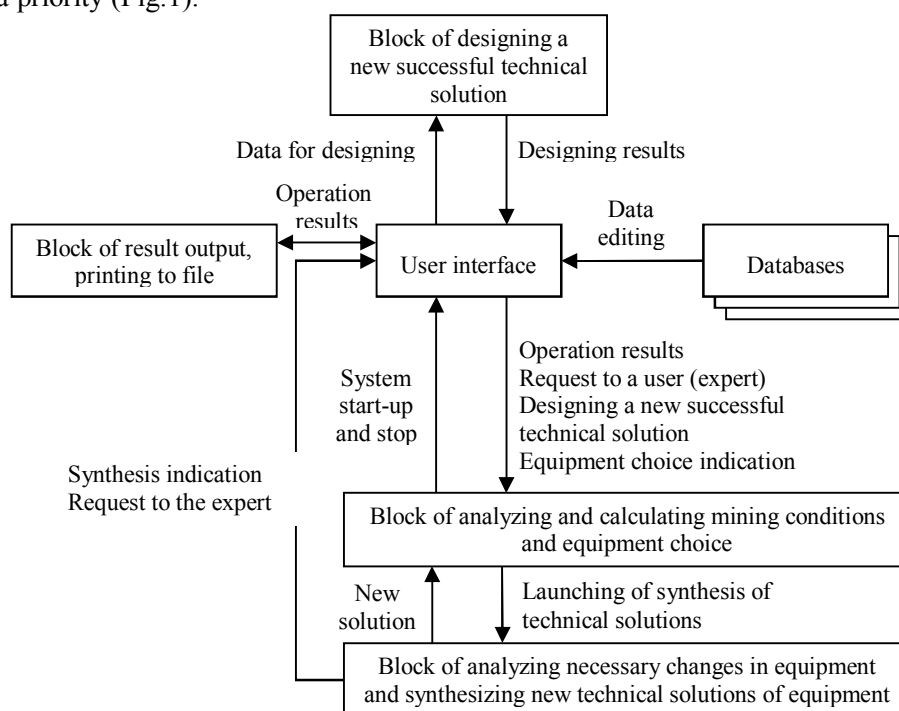 priority (Fig.1).
Block of designing a
new successful technical
solution
Data for designing
Designing results
Operation
results
Data
editing
Block of result output,
printing to file
User interface
Databases
System
start-up
and stop
Operation results
Request to a user (expert)
Designing a new successful
technical solution
Equipment choice indication
Synthesis indication
Request to the expert
Block of analyzing and calculating mining conditions
and equipment choice
New
solution
Launching of synthesis of
technical solutions
Block of analyzing necessary changes in equipment
and synthesizing new technical solutions of equipment